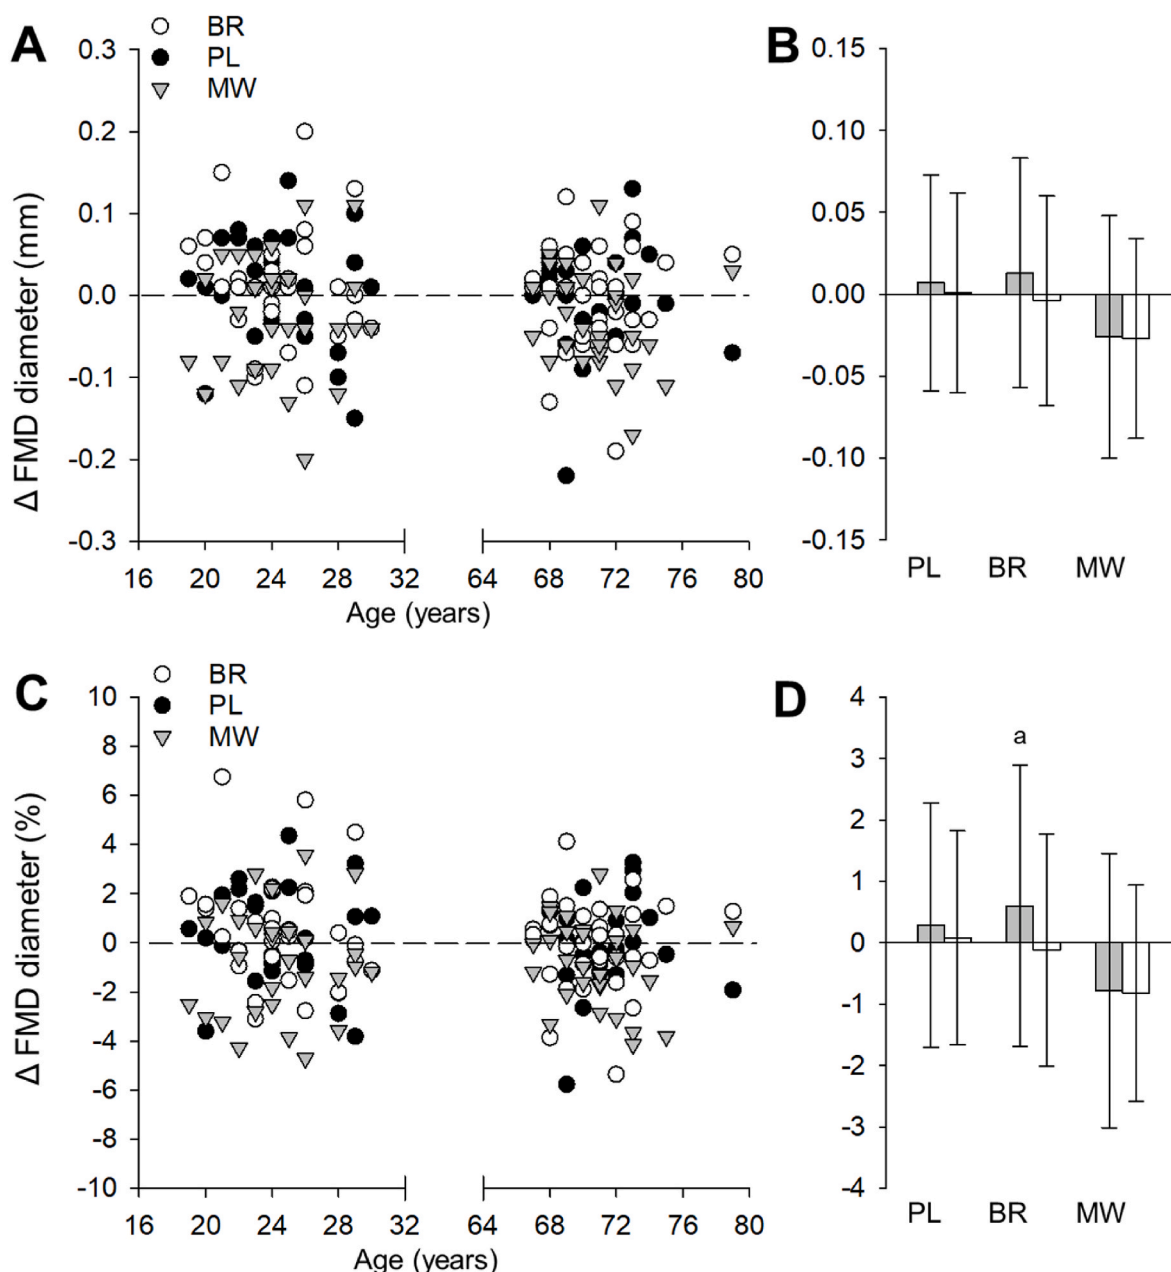 A
BR
PL
MW
0.3
0.2
0.1
0.0
-0.1
-0.2
-0.3
Δ FMD diameter (mm)
16 20 24 28 32 64 68 72 76 80
Age (years)
B
0.15
0.10
0.05
0.00
-0.05
-0.10
-0.15
PL BR MW
C
BR
PL
MW
10
8
6
4
2
0
-2
-4
-6
-8
-10
Δ FMD diameter (%)
16 20 24 28 32 64 68 72 76 80
Age (years)
D
a
4
3
2
1
0
-1
-2
-3
-4
PL BR MW